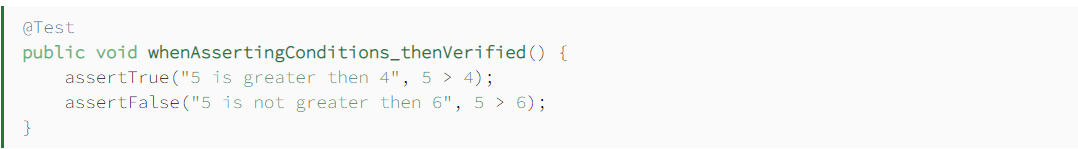 @Test
public void whenAssertingConditions_thenVerified() {
    assertTrue("5 is greater then 4", 5 > 4);
    assertFalse("5 is not greater then 6", 5 > 6);
}